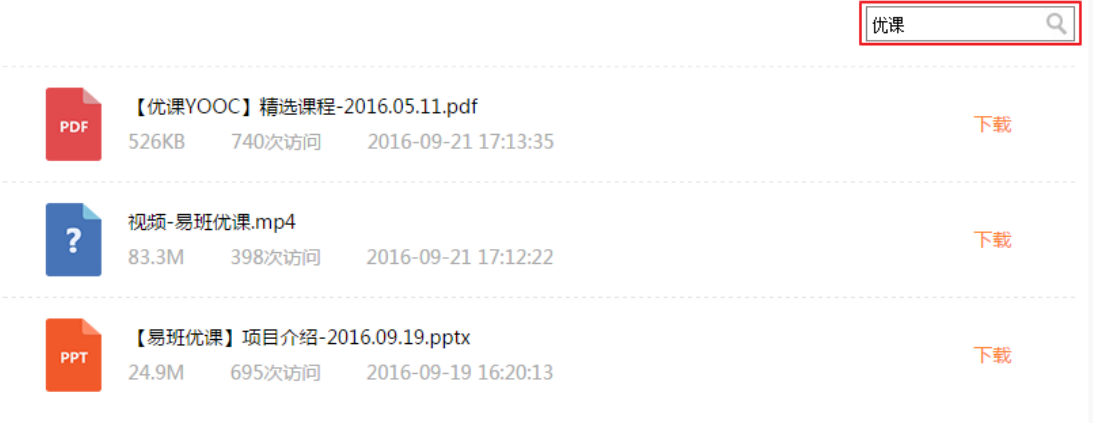 优课
【优课YOOC】精选课程-2016.05.11.pdf
PDF
526KB 740次访问 2016-09-21 17:13:35
下载
视频-易班优课.mp4
?
83.3M 398次访问 2016-09-21 17:12:22
下载
【易班优课】项目介绍-2016.09.19.pptx
PPT
24.9M 695次访问 2016-09-19 16:20:13
下载